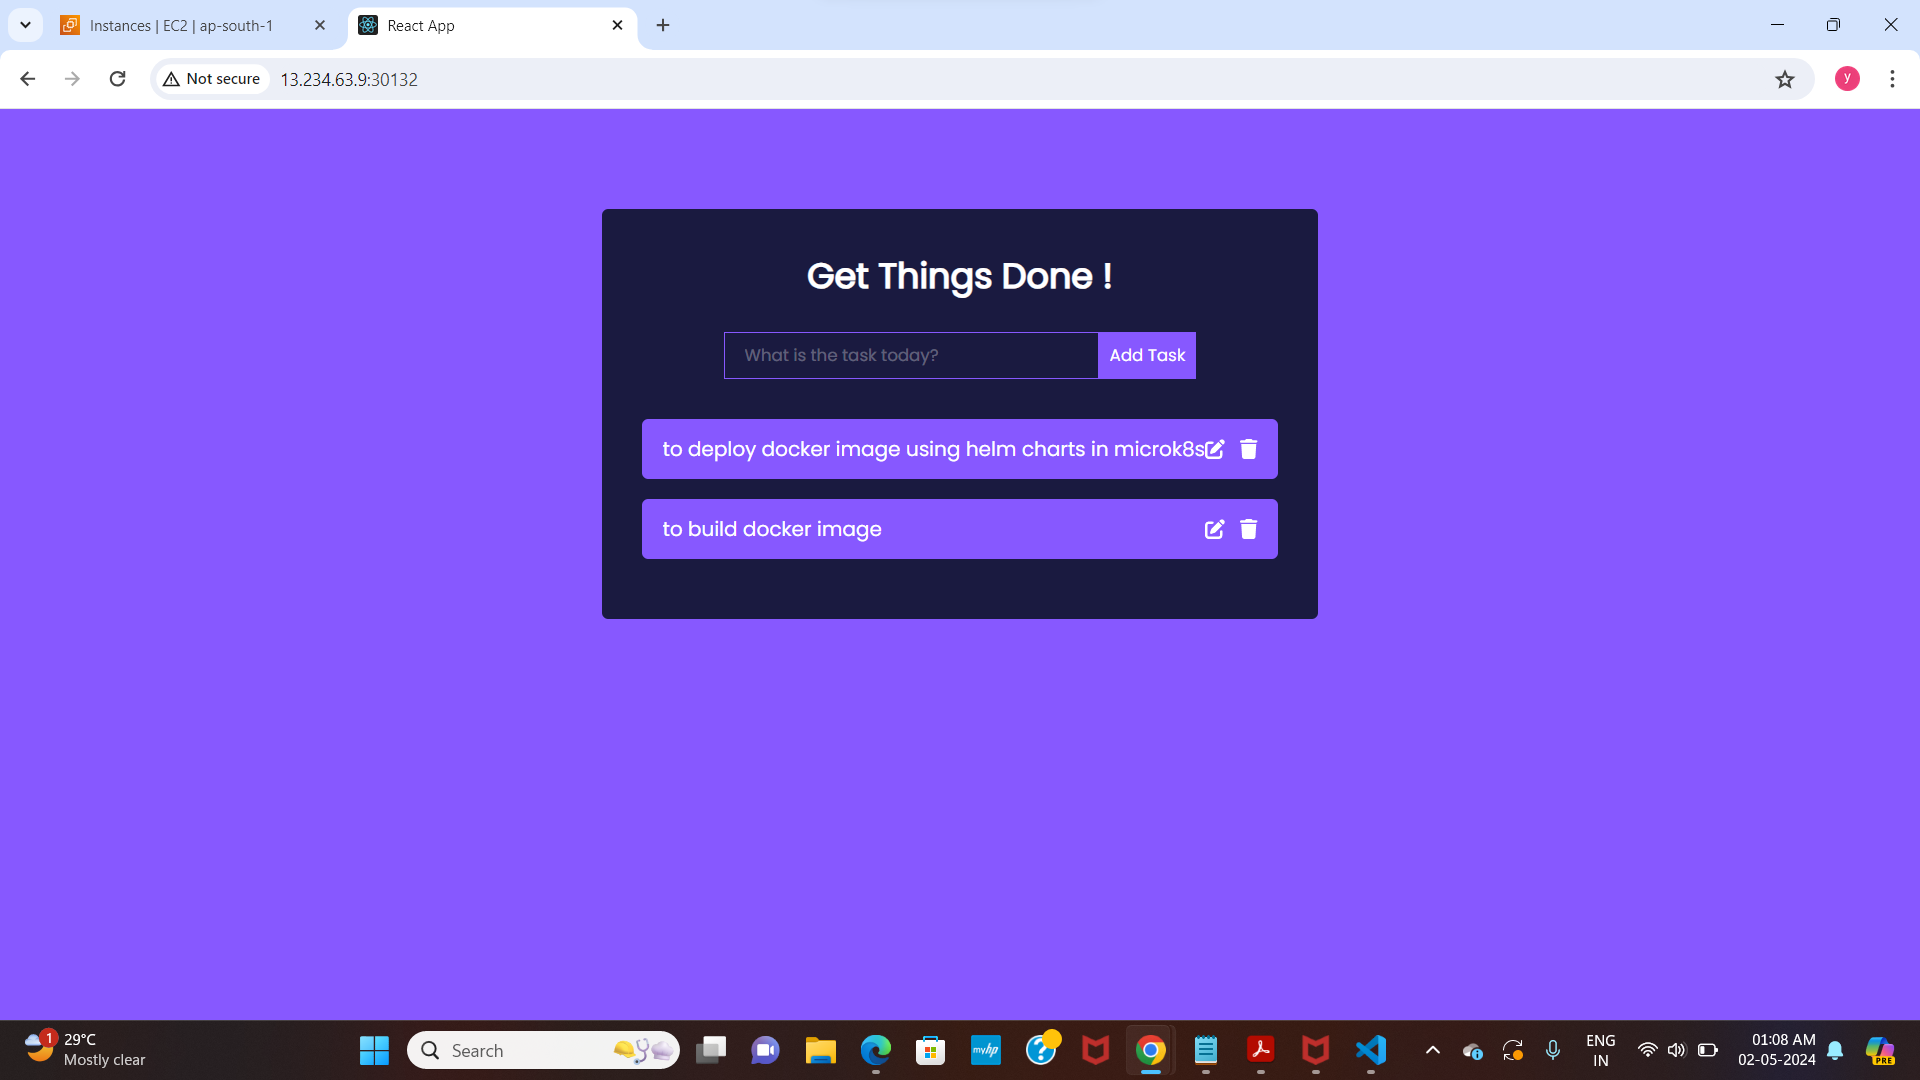 Instances | EC2 | ap-south-1
React App
Not secure
13.234.63.9:30132
y
Get Things Done !
What is the task today?
Add Task
to deploy docker image using helm charts in microk8s
to build docker image
1
29°C
Mostly clear
Search
myhp
ENG
IN
01:08 AM
02-05-2024
PRE